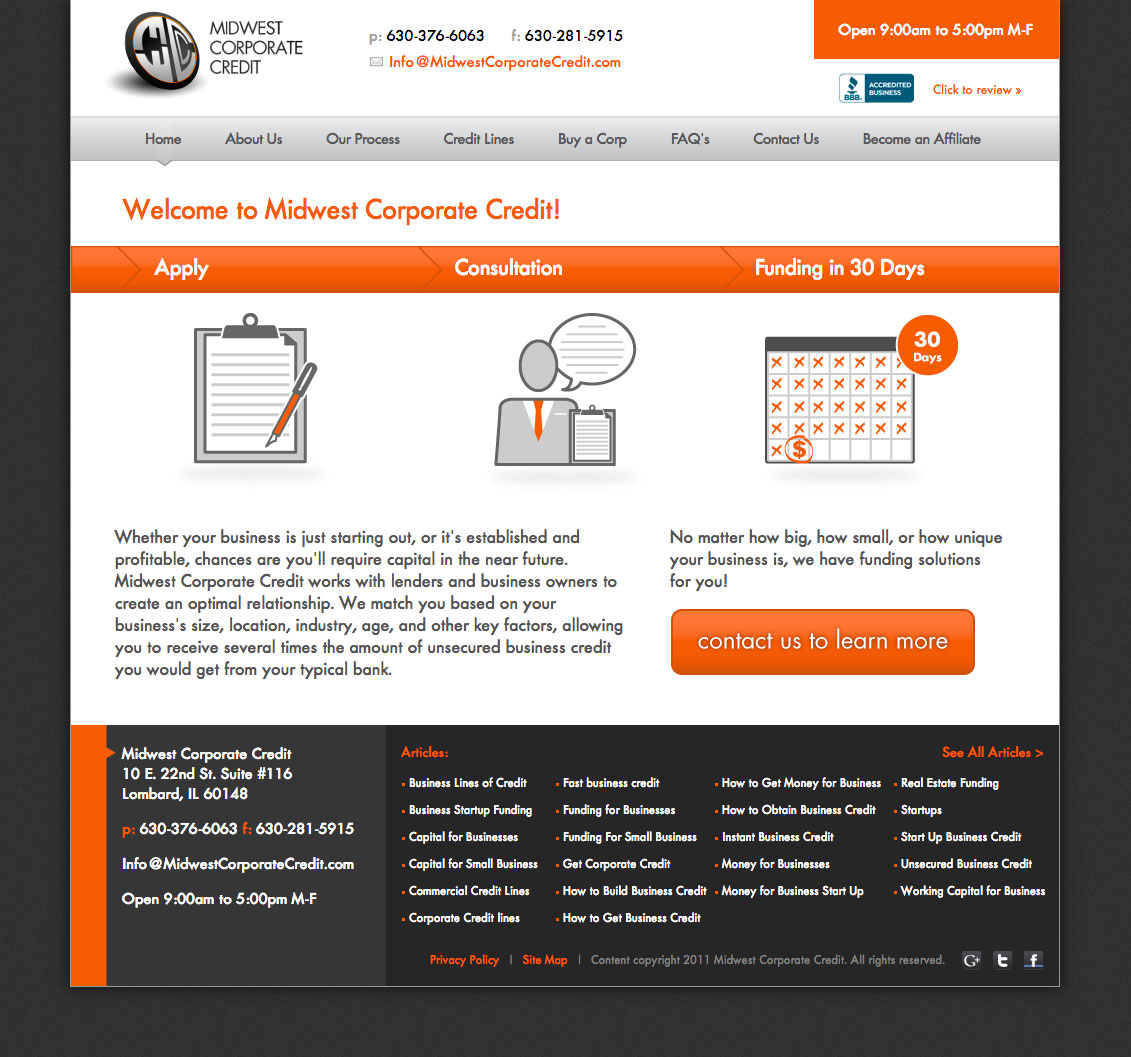 MIDWEST
CORPORATE
CREDIT
p: 630-376-6063 f: 630-281-5915
Info@MidwestCorporateCredit.com
Open 9:00am to 5:00pm M-F
BBB.
ACCREDITED
BUSINESS
Click to review »
Home About Us Our Process Credit Lines Buy a Corp FAQ's Contact Us Become an Affiliate
Welcome to Midwest Corporate Credit!
Apply Consultation Funding in 30 Days
30
Days
$
Whether your business is just starting out, or it's established and
profitable, chances are you'll require capital in the near future.
Midwest Corporate Credit works with lenders and business owners to
create an optimal relationship. We match you based on your
business's size, location, industry, age, and other key factors, allowing
you to receive several times the amount of unsecured business credit
you would get from your typical bank.
No matter how big, how small, or how unique
your business is, we have funding solutions
for you!
contact us to learn more
Midwest Corporate Credit
10 E. 22nd St. Suite #116
Lombard, IL 60148
p: 630-376-6063 f: 630-281-5915
Info@MidwestCorporateCredit.com
Open 9:00am to 5:00pm M-F
Articles: See All Articles >
Business Lines of Credit Fast business credit How to Get Money for Business Real Estate Funding
Business Startup Funding Funding for Businesses How to Obtain Business Credit Startups
Capital for Businesses Funding For Small Business Instant Business Credit Start Up Business Credit
Capital for Small Business Get Corporate Credit Money for Businesses Unsecured Business Credit
Commercial Credit Lines How to Build Business Credit Money for Business Start Up Working Capital for Business
Corporate Credit lines How to Get Business Credit
Privacy Policy | Site Map | Content copyright 2011 Midwest Corporate Credit. All rights reserved.